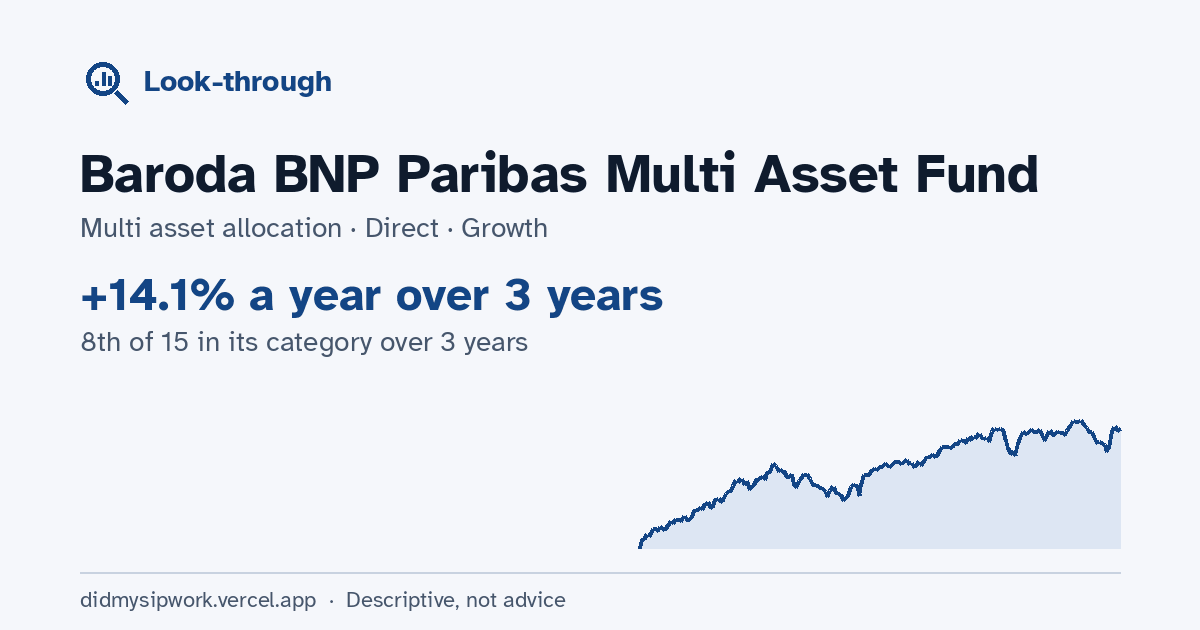 Look-through
Baroda BNP Paribas Multi Asset Fund
Multi asset allocation · Direct · Growth
+14.1% a year over 3 years
8th of 15 in its category over 3 years
didmysipwork.vercel.app · Descriptive, not advice